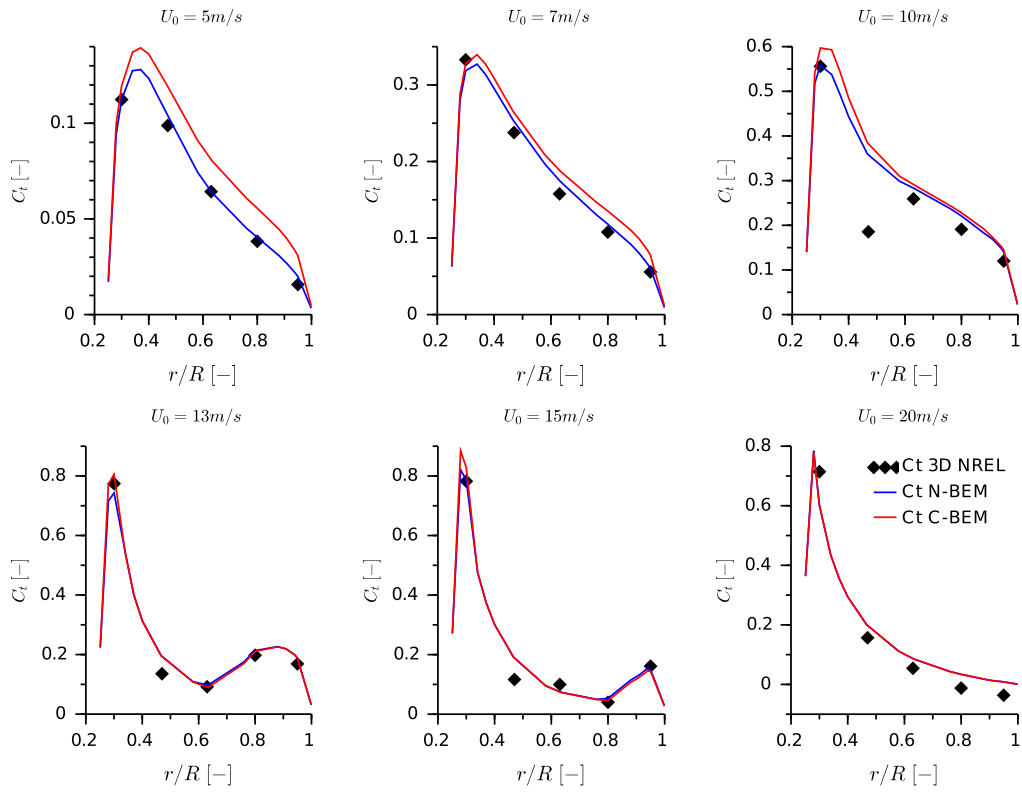 U₀ = 5m/s
C_t [−]
0.1
0.05
0
0.2 0.4 0.6 0.8 1
r/R [−]
U₀ = 7m/s
C_t [−]
0.3
0.2
0.1
0
0.2 0.4 0.6 0.8 1
r/R [−]
U₀ = 10m/s
C_t [−]
0.6
0.5
0.4
0.3
0.2
0.1
0
0.2 0.4 0.6 0.8 1
r/R [−]
U₀ = 13m/s
C_t [−]
0.8
0.6
0.4
0.2
0
0.2 0.4 0.6 0.8 1
r/R [−]
U₀ = 15m/s
C_t [−]
0.8
0.6
0.4
0.2
0
0.2 0.4 0.6 0.8 1
r/R [−]
U₀ = 20m/s
C_t [−]
0.8
0.6
0.4
0.2
0
0.2 0.4 0.6 0.8 1
r/R [−]
Ct 3D NREL
Ct N-BEM
Ct C-BEM